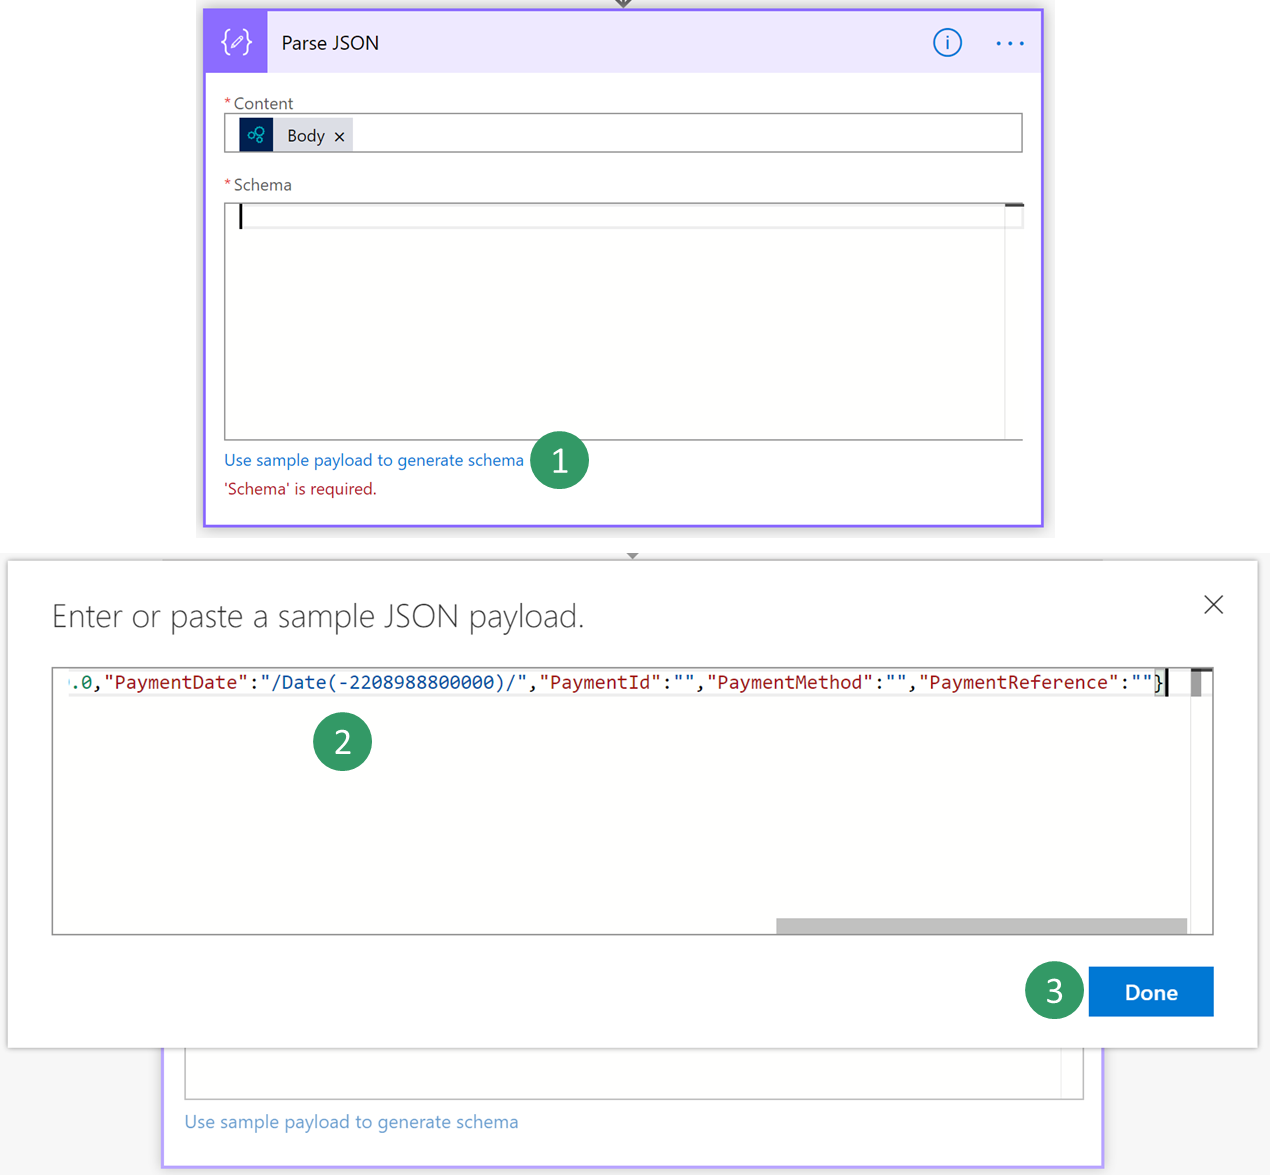 Parse JSON
* Content
Body ×
* Schema
Use sample payload to generate schema 1
'Schema' is required.
Enter or paste a sample JSON payload.
.0,"PaymentDate":"/Date(-2208988800000)/","PaymentId":"","PaymentMethod":"","PaymentReference":""}
2
3 Done
Use sample payload to generate schema